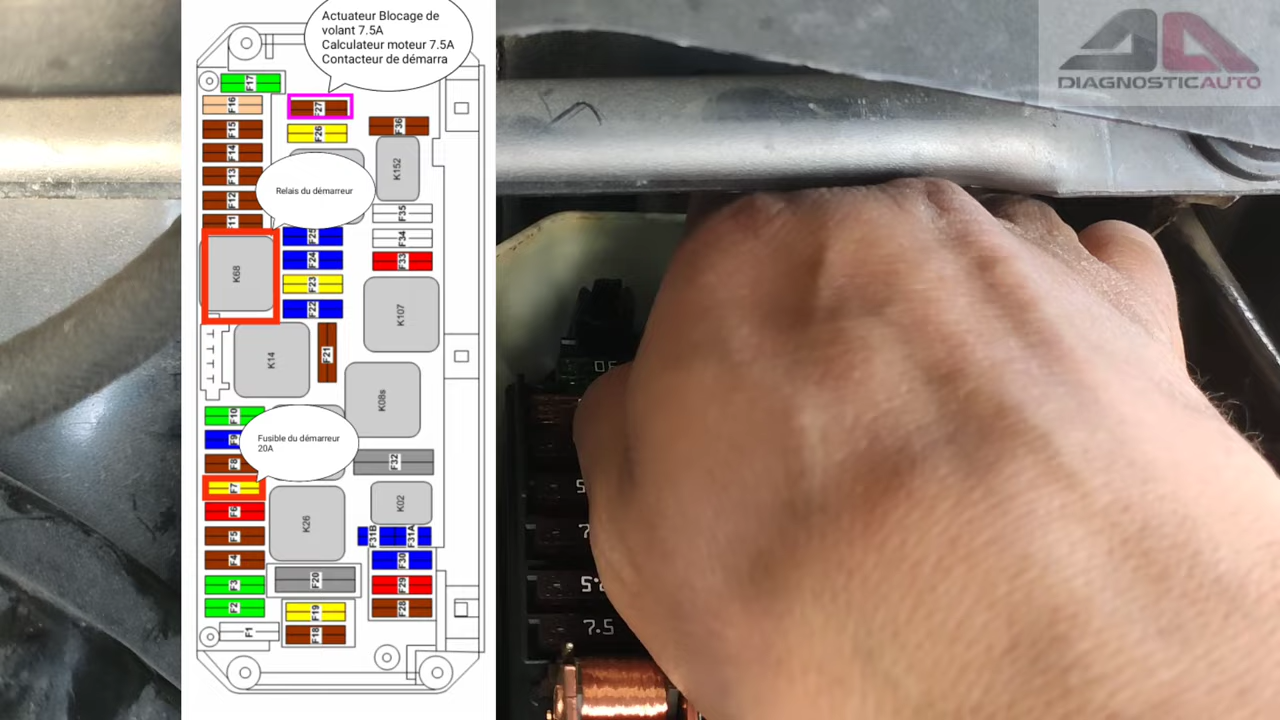 Actuateur Blocage de
volant 7.5A
Calculateur moteur 7.5A
Contacteur de démarra
DIAGNOSTICAUTO
F17
F16
F27
F15
F26
F36
F14
F13
K152
Relais du démarreur
F12
11
F35
F25
F34
F24
F33
K68
F23
F22
K107
K14
F21
K08s
F10
F9
Fusible du démarreur
20A
F8
F32
F7
F6
K26
K02
F5
F31B
F31A
F4
F30
F3
F20
F29
F2
F19
F28
F1
F18
7.5